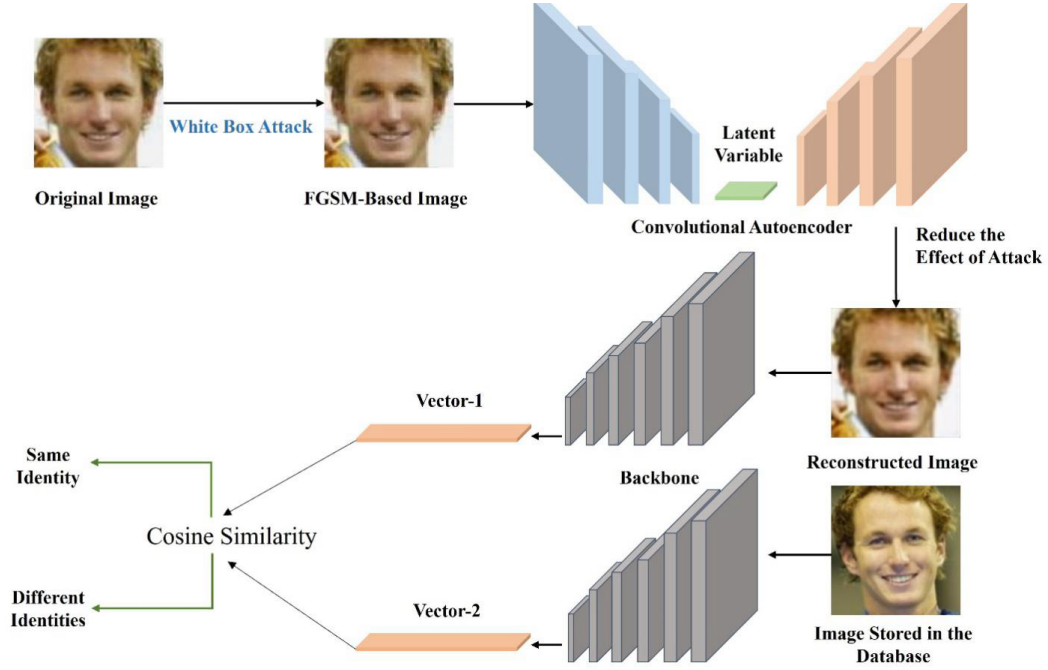 White Box Attack
Original Image
FGSM-Based Image
Latent
Variable
Convolutional Autoencoder
Reduce the
Effect of Attack
Reconstructed Image
Vector-1
Backbone
Same
Identity
Cosine Similarity
Different
Identities
Vector-2
Image Stored in the
Database